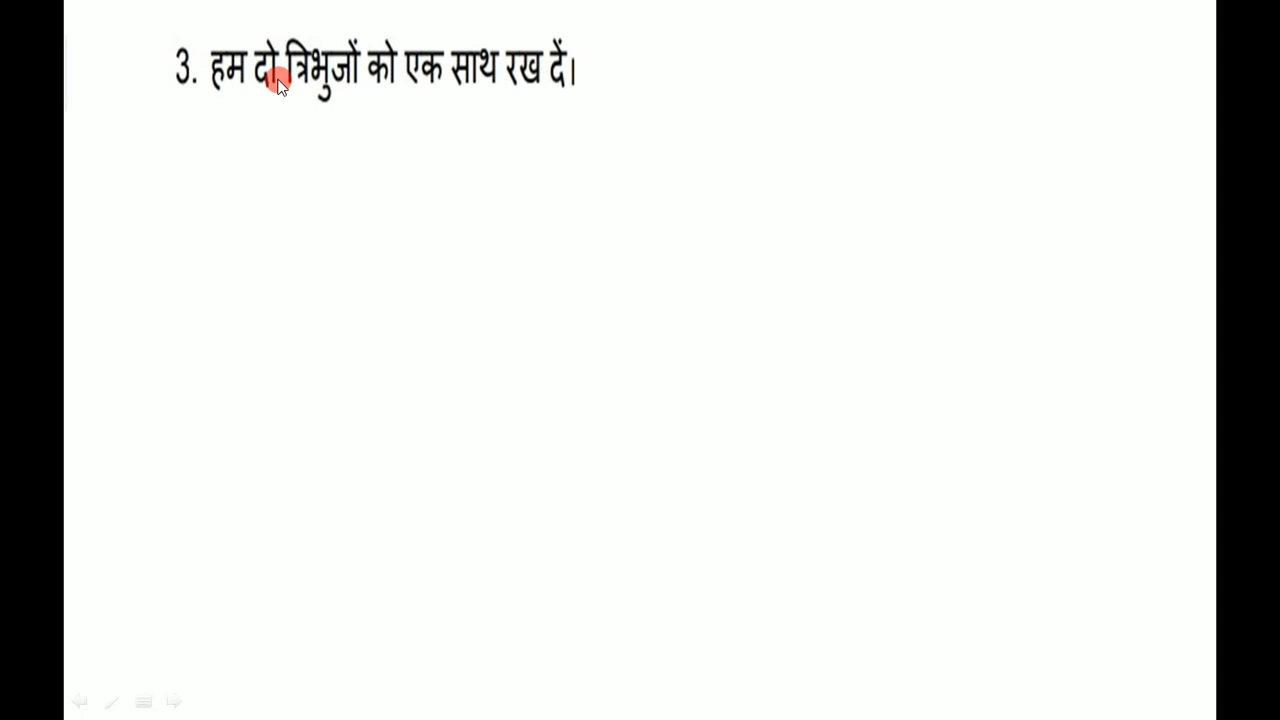 3. हम दो त्रिभुजों को एक साथ रख दें।